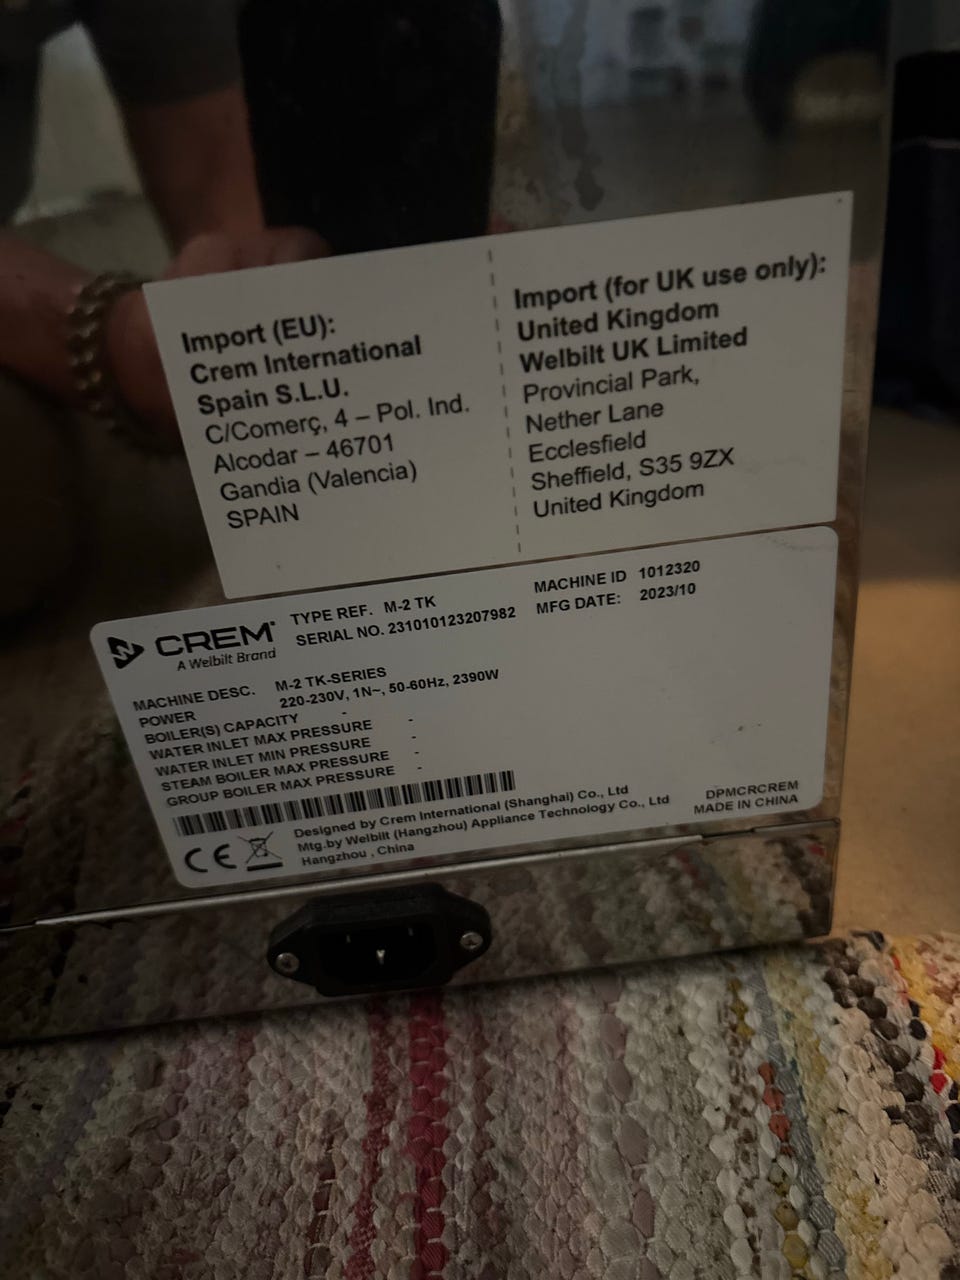 Import (EU):
Crem International
Spain S.L.U.
C/Comerç, 4 – Pol. Ind.
Alcodar – 46701
Gandia (Valencia)
SPAIN
Import (for UK use only):
United Kingdom
Welbilt UK Limited
Provincial Park,
Nether Lane
Ecclesfield
Sheffield, S35 9ZX
United Kingdom
CREM
A Welbilt Brand
TYPE REF. M-2 TK
SERIAL NO. 231010123207982
MACHINE ID 1012320
MFG DATE: 2023/10
MACHINE DESC. M-2 TK-SERIES
POWER 220-230V, 1N~, 50-60Hz, 2390W
BOILER(S) CAPACITY -
WATER INLET MAX PRESSURE -
WATER INLET MIN PRESSURE -
STEAM BOILER MAX PRESSURE -
GROUP BOILER MAX PRESSURE -
CE
Designed by Crem International (Shanghai) Co., Ltd
Mtg.by Welbilt (Hangzhou) Appliance Technology Co., Ltd
Hangzhou , China
DPMCRCREM
MADE IN CHINA